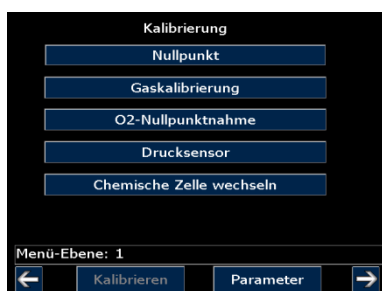 Kalibrierung
Nullpunkt
Gaskalibrierung
O2-Nullpunktnahme
Drucksensor
Chemische Zelle wechseln
Menü-Ebene: 1
← Kalibrieren Parameter →